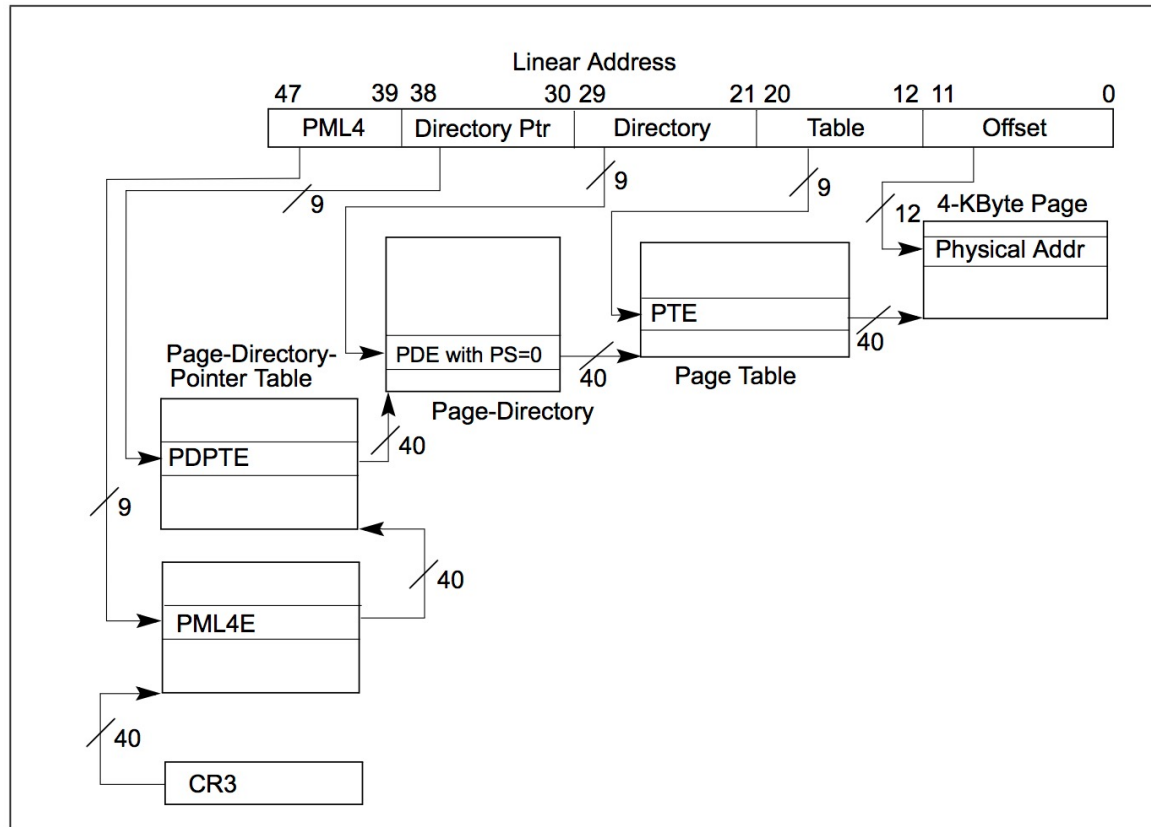 Linear Address
47 39 38 30 29 21 20 12 11 0
PML4 Directory Ptr Directory Table Offset
9 9 9 12 4-KByte Page
Physical Addr
PTE
40
PDE with PS=0
40
Page Table
Page-Directory-
Pointer Table
Page-Directory
40
PDPTE
9
40
PML4E
40
CR3